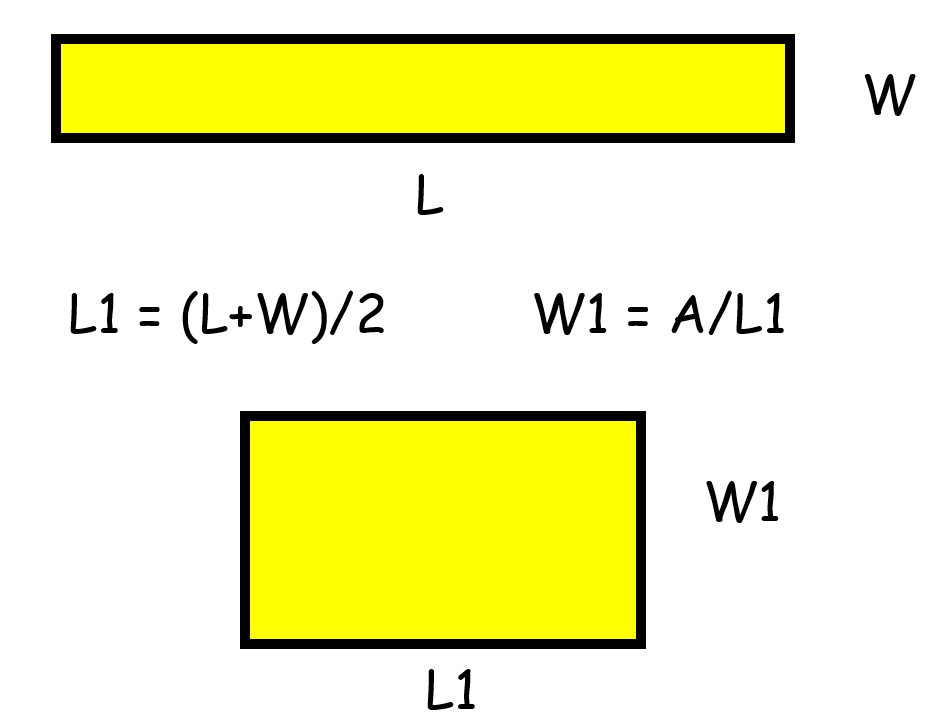 W
L
L1 = (L+W)/2 W1 = A/L1
W1
L1